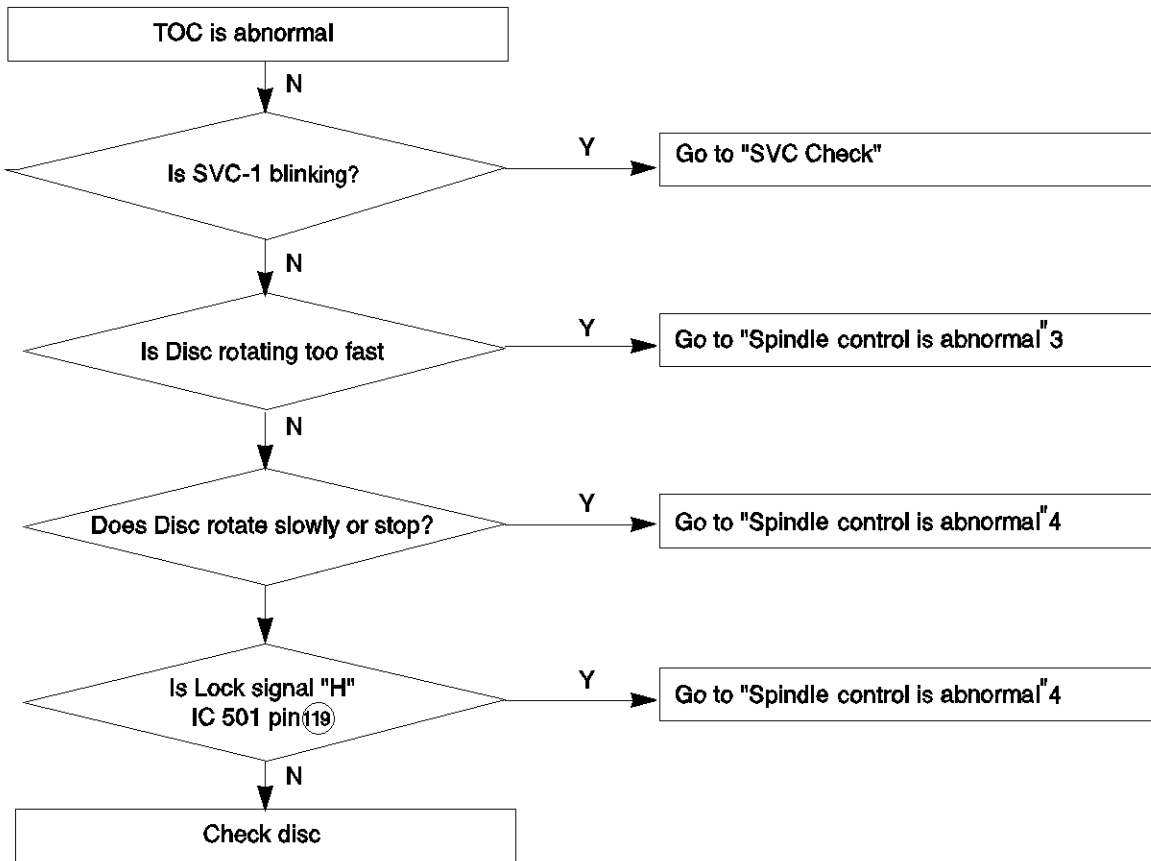 TOC is abnormal
N
Is SVC-1 blinking?
Y
Go to "SVC Check"
N
Is Disc rotating too fast
Y
Go to "Spindle control is abnormal"3
N
Does Disc rotate slowly or stop?
Y
Go to "Spindle control is abnormal"4
Is Lock signal "H"
IC 501 pin 119
Y
Go to "Spindle control is abnormal"4
N
Check disc